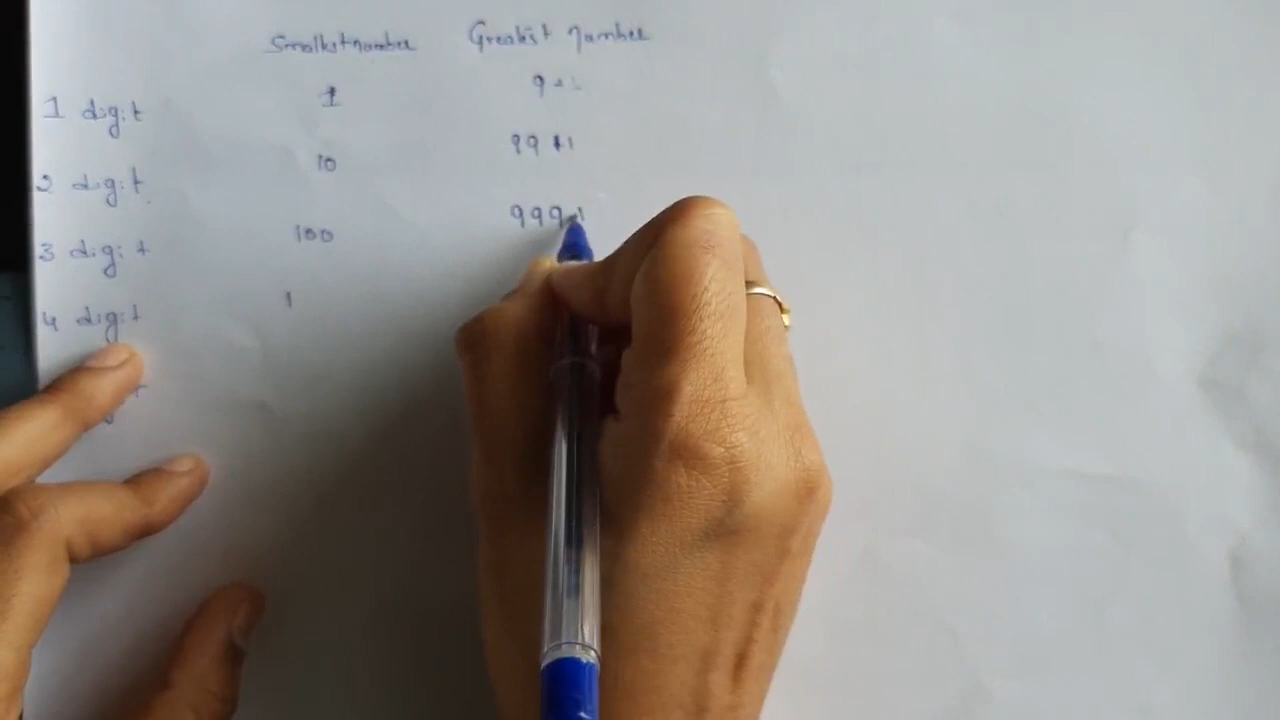 Smallest number Greatest number
1 digit 1 9+1
2 digit 10 99+1
3 digit 100 999+1
4 digit 1